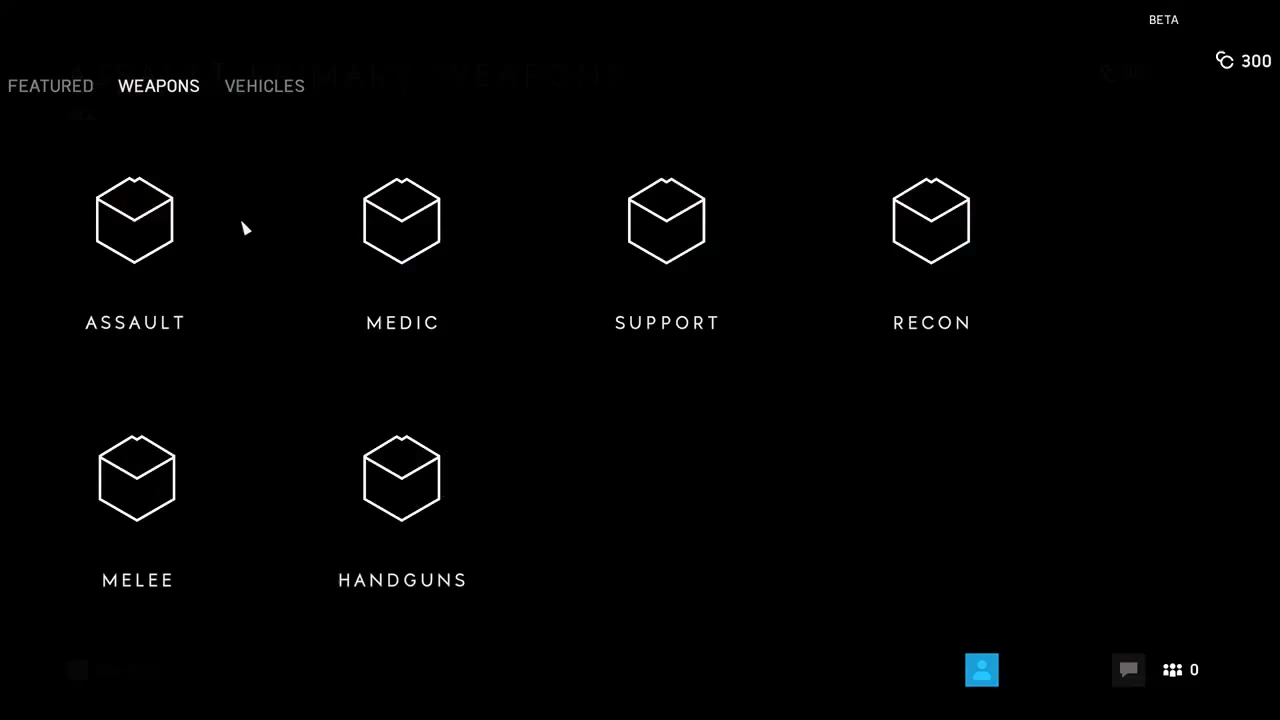 BETA
300
FEATURED WEAPONS VEHICLES
ASSAULT MEDIC SUPPORT RECON
MELEE HANDGUNS
0